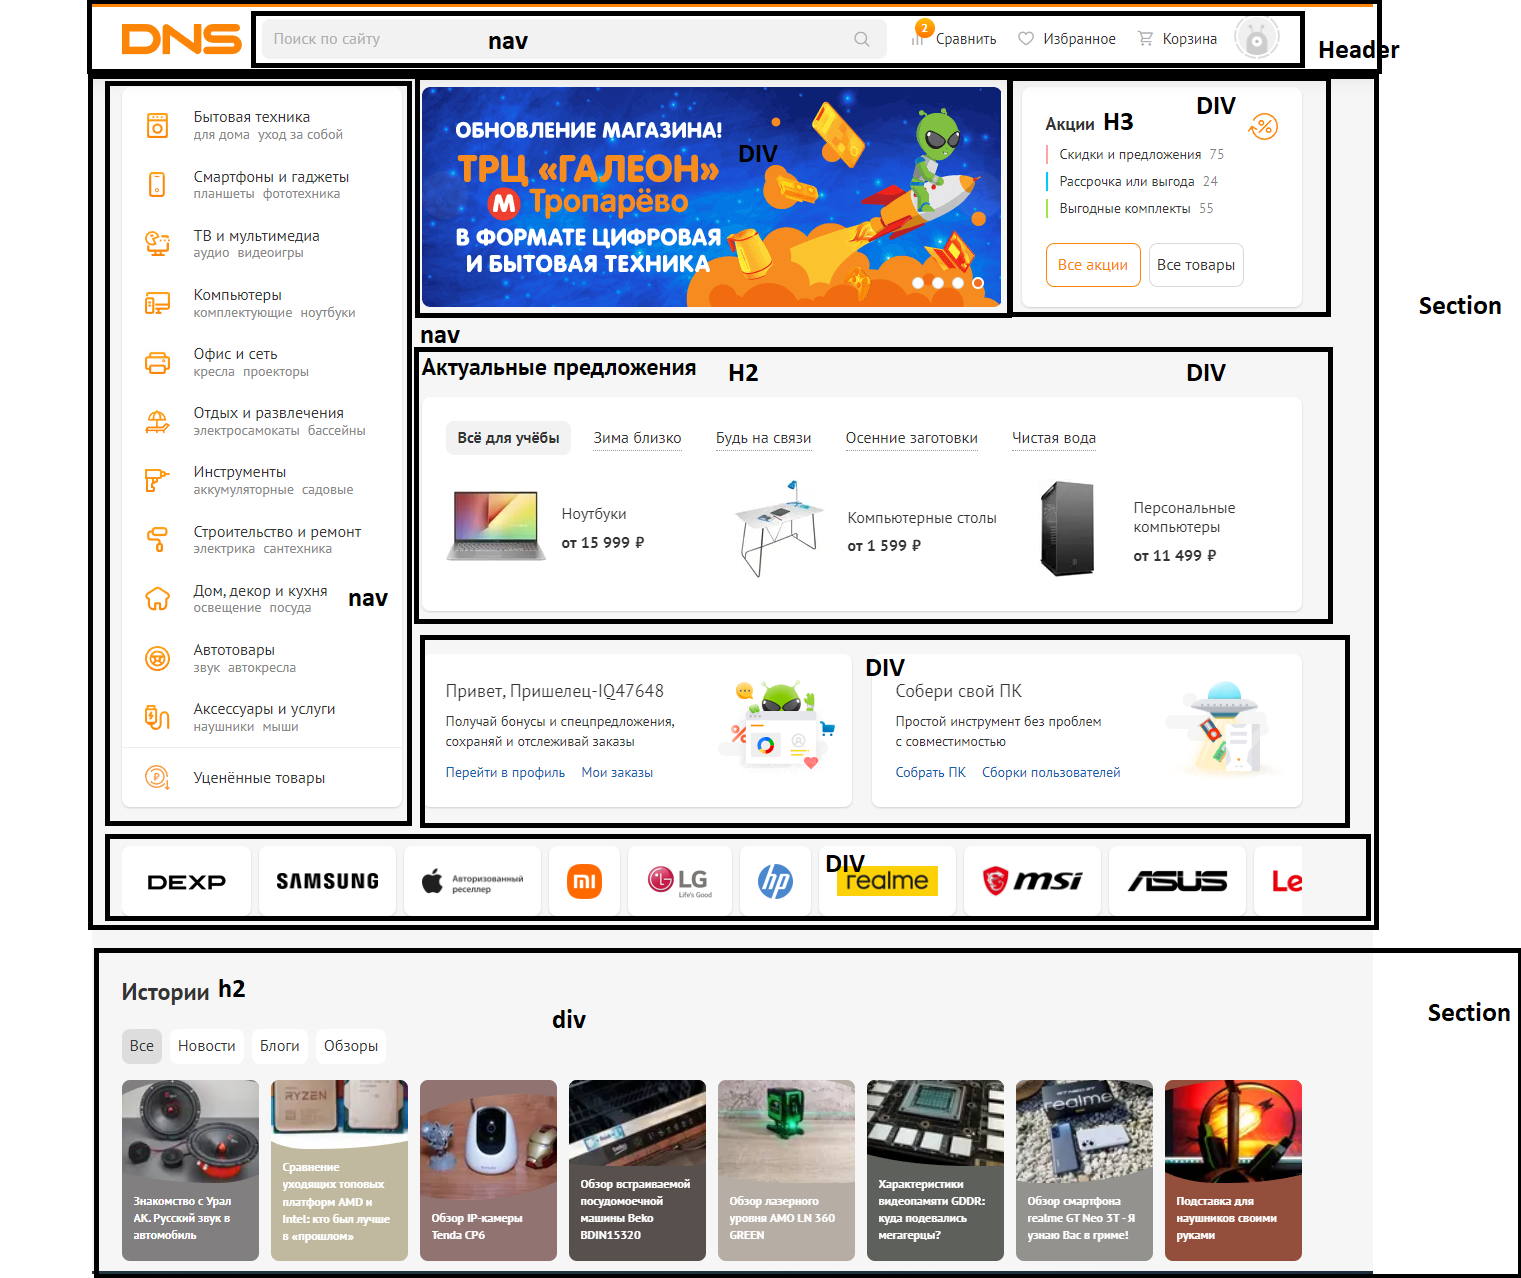 DNS
Поиск по сайту
nav
2
Сравнить
Избранное
Корзина
Header
Бытовая техника
для дома уход за собой
Смартфоны и гаджеты
планшеты фототехника
ТВ и мультимедиа
аудио видеоигры
Компьютеры
комплектующие ноутбуки
Офис и сеть
кресла проекторы
Отдых и развлечения
электросамокаты бассейны
Инструменты
аккумуляторные садовые
Строительство и ремонт
электрика сантехника
Дом, декор и кухня
освещение посуда
nav
Автотовары
звук автокресла
Аксессуары и услуги
наушники мыши
Уценённые товары
ОБНОВЛЕНИЕ МАГАЗИНА!
DIV
ТРЦ «ГАЛЕОН»
М Тропарёво
В ФОРМАТЕ ЦИФРОВАЯ
И БЫТОВАЯ ТЕХНИКА
DIV
Акции H3
Скидки и предложения 75
Рассрочка или выгода 24
Выгодные комплекты 55
Все акции
Все товары
Section
nav
Актуальные предложения H2
DIV
Всё для учёбы
Зима близко
Будь на связи
Осенние заготовки
Чистая вода
Ноутбуки
от 15 999 ₽
Компьютерные столы
от 1 599 ₽
Персональные
компьютеры
от 11 499 ₽
DIV
Привет, Пришелец-IQ47648
Получай бонусы и спецпредложения,
сохраняй и отслеживай заказы
Перейти в профиль Мои заказы
Собери свой ПК
Простой инструмент без проблем
с совместимостью
Собрать ПК Сборки пользователей
DIV
DEXP
SAMSUNG
Авторизованный
реселлер
mi
LG
Life's Good
hp
realme
msi
ASUS
Le
Истории h2
div
Section
Все
Новости
Блоги
Обзоры
Знакомство с Урал
АК. Русский звук в
автомобиль
RYZEN
Сравнение
уходящих топовых
платформ AMD и
Intel: кто был лучше
в «прошлом»
Обзор IP-камеры
Tenda CP6
Обзор встраиваемой
посудомоечной
машины Beko
BDIN15320
Обзор лазерного
уровня AMO LN 360
GREEN
Характеристики
видеопамяти GDDR:
куда подевались
мегагерцы?
realme
Обзор смартфона
realme GT Neo 3T - Я
узнаю Вас в гриме!
Подставка для
наушников своими
руками